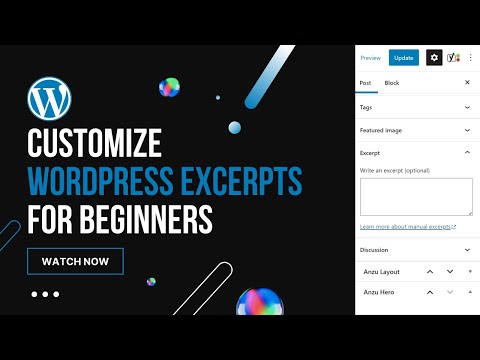 CUSTOMIZE
WORDPRESS EXCERPTS
FOR BEGINNERS
WATCH NOW
Preview
Update
Post
Block
Tags
Featured image
Excerpt
Write an excerpt (optional)
Learn more about manual excerpts
Discussion
Anzu Layout
Anzu Hero